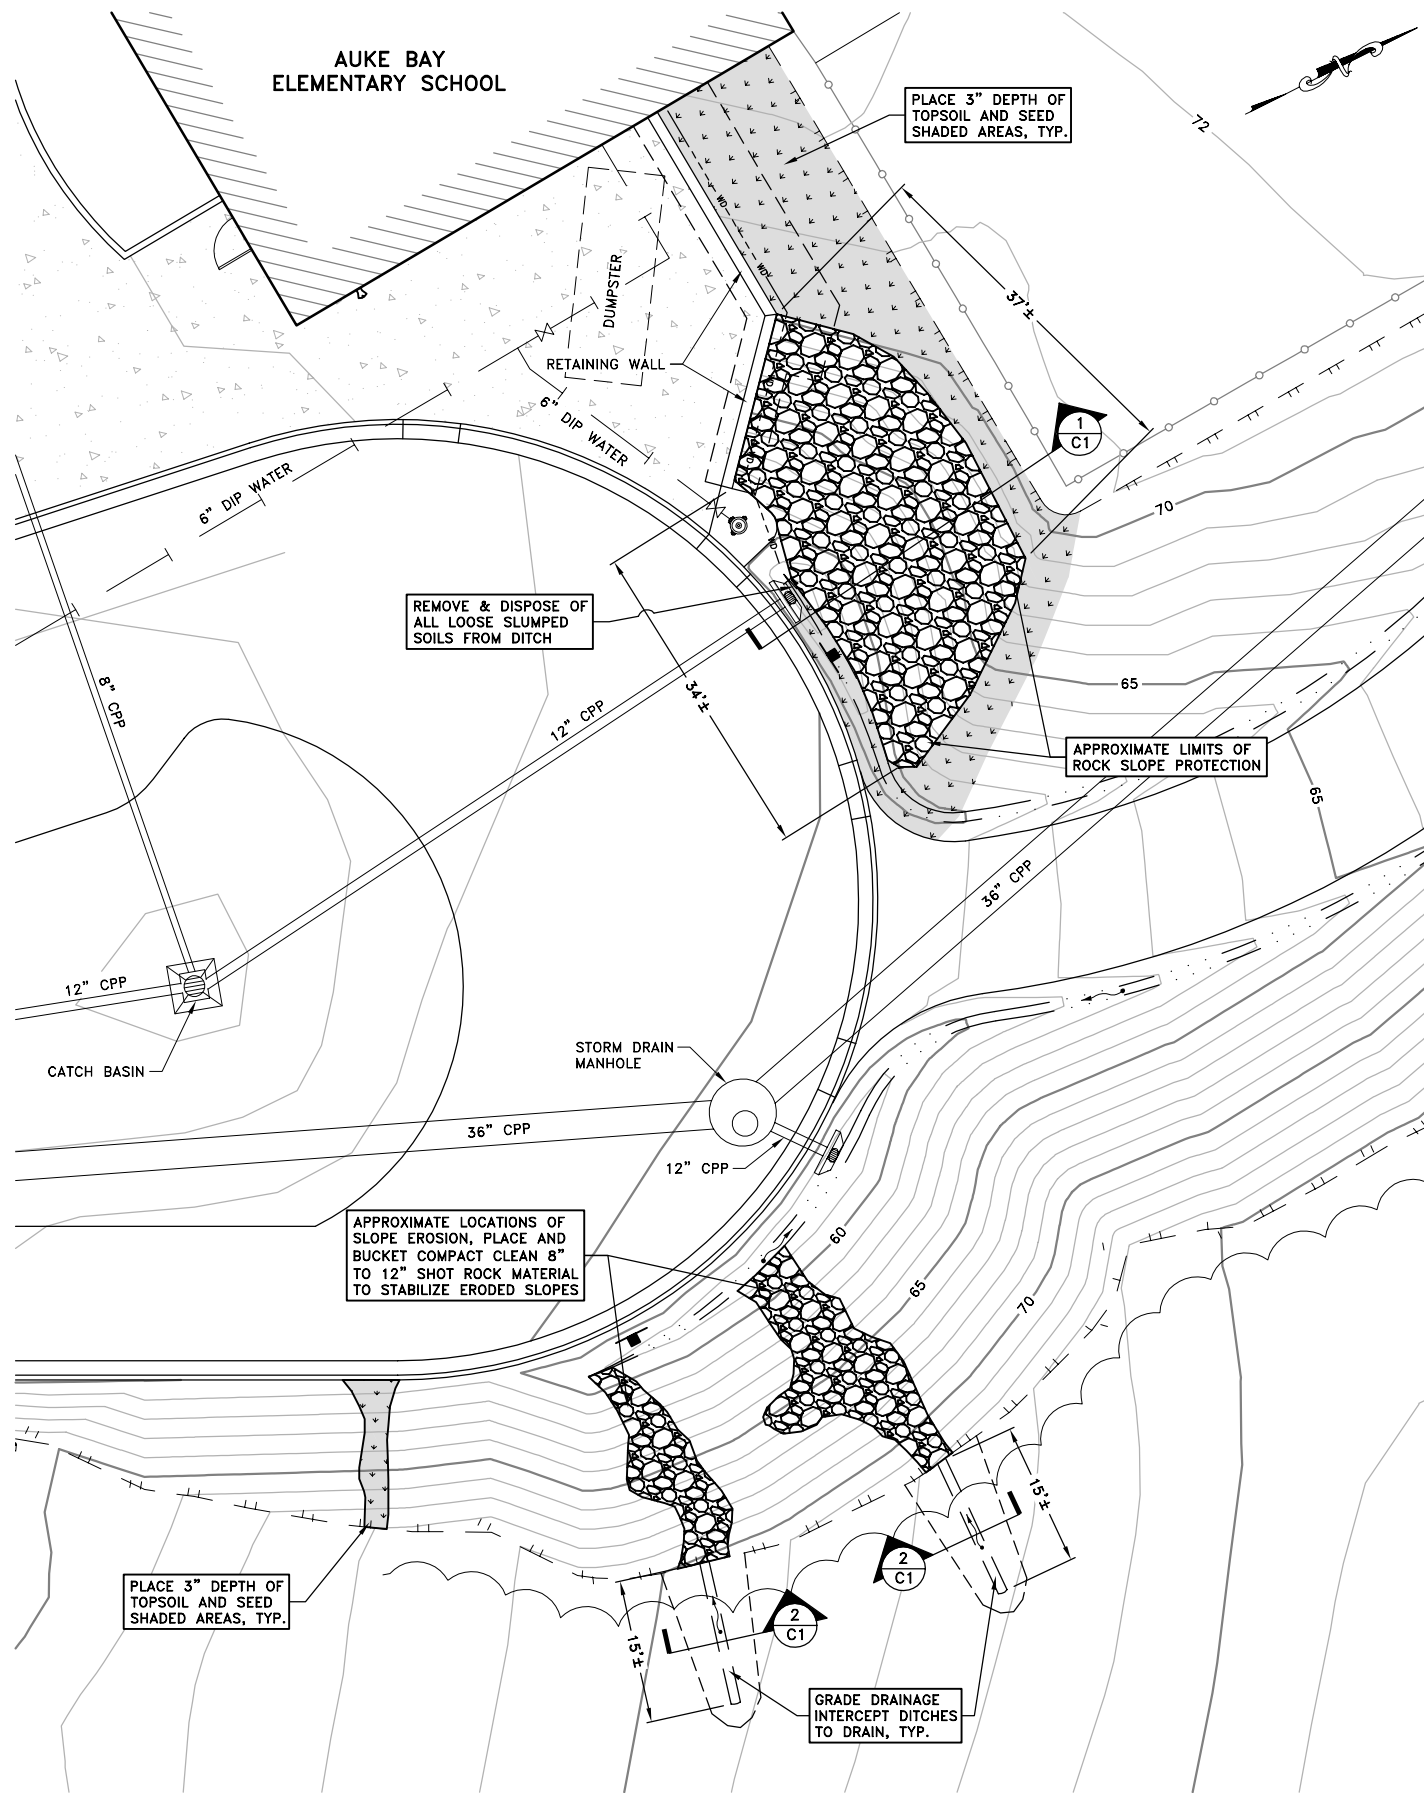 AUKE BAY
ELEMENTARY SCHOOL
PLACE 3" DEPTH OF
TOPSOIL AND SEED
SHADED AREAS, TYP.
72
WD
WD
DUMPSTER
37'±
RETAINING WALL
1
C1
6" DIP WATER
6" DIP WATER
70
REMOVE & DISPOSE OF
ALL LOOSE SLUMPED
SOILS FROM DITCH
8" CPP
34'±
65
12" CPP
APPROXIMATE LIMITS OF
ROCK SLOPE PROTECTION
65
36" CPP
12" CPP
CATCH BASIN
STORM DRAIN
MANHOLE
36" CPP
12" CPP
APPROXIMATE LOCATIONS OF
SLOPE EROSION, PLACE AND
BUCKET COMPACT CLEAN 8"
TO 12" SHOT ROCK MATERIAL
TO STABILIZE ERODED SLOPES
60
65
70
15'±
2
C1
PLACE 3" DEPTH OF
TOPSOIL AND SEED
SHADED AREAS, TYP.
2
C1
15'±
GRADE DRAINAGE
INTERCEPT DITCHES
TO DRAIN, TYP.